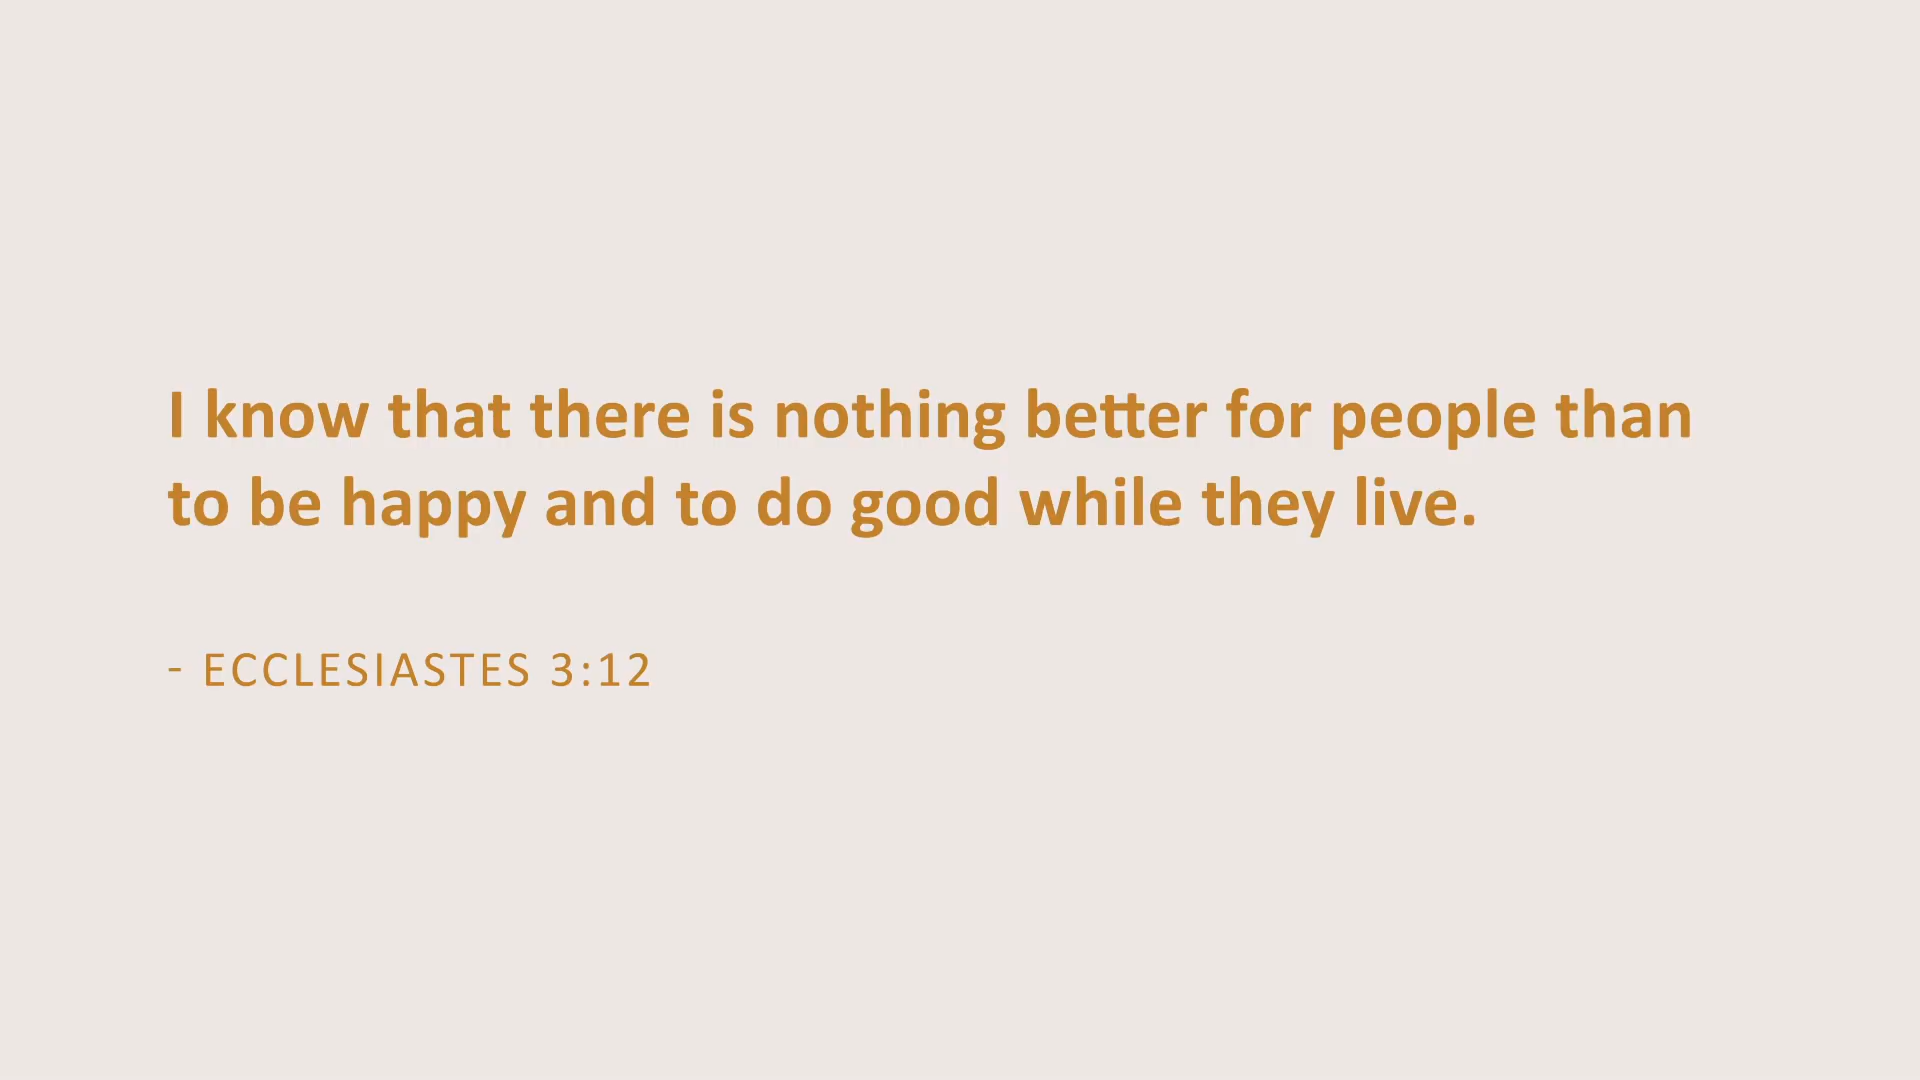 I know that there is nothing better for people than
to be happy and to do good while they live.
- ECCLESIASTES 3:12